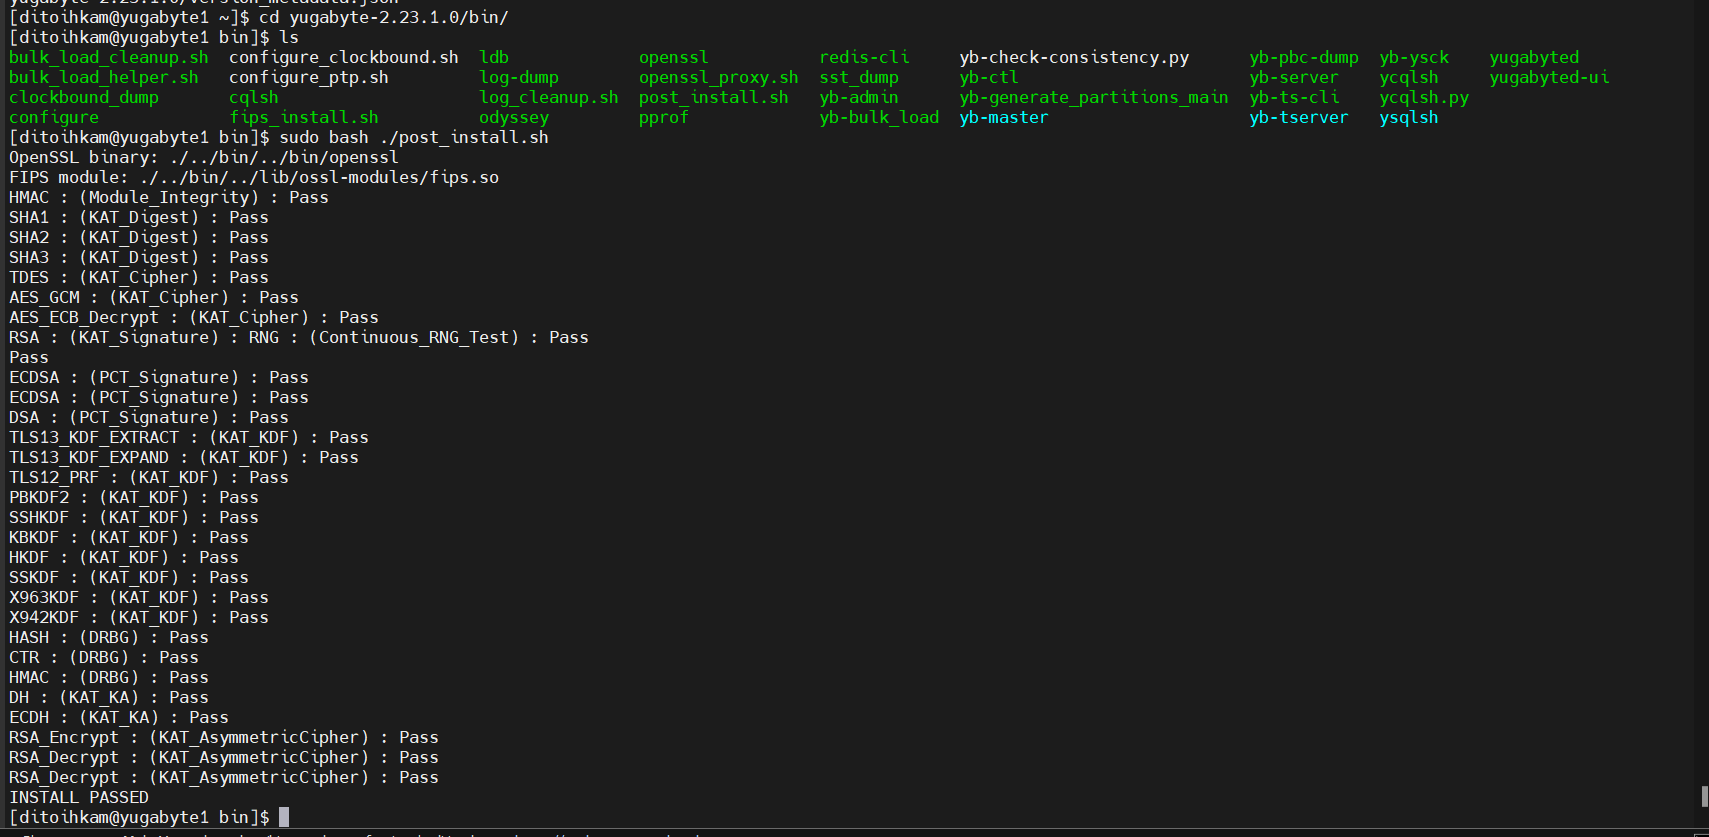 yugabyte-2.23.1.0/version_metadata.json
[ditoihkam@yugabyte1 ~]$ cd yugabyte-2.23.1.0/bin/
[ditoihkam@yugabyte1 bin]$ ls
bulk_load_cleanup.sh configure_clockbound.sh ldb openssl redis-cli yb-check-consistency.py yb-pbc-dump yb-ysck yugabyted
bulk_load_helper.sh configure_ptp.sh log-dump openssl_proxy.sh sst_dump yb-ctl yb-server ycqlsh yugabyted-ui
clockbound_dump cqlsh log_cleanup.sh post_install.sh yb-admin yb-generate_partitions_main yb-ts-cli ycqlsh.py
configure fips_install.sh odyssey pprof yb-bulk_load yb-master yb-tserver ysqlsh
[ditoihkam@yugabyte1 bin]$ sudo bash ./post_install.sh
OpenSSL binary: ./../bin/../bin/openssl
FIPS module: ./../bin/../lib/ossl-modules/fips.so
HMAC : (Module_Integrity) : Pass
SHA1 : (KAT_Digest) : Pass
SHA2 : (KAT_Digest) : Pass
SHA3 : (KAT_Digest) : Pass
TDES : (KAT_Cipher) : Pass
AES_GCM : (KAT_Cipher) : Pass
AES_ECB_Decrypt : (KAT_Cipher) : Pass
RSA : (KAT_Signature) : RNG : (Continuous_RNG_Test) : Pass
Pass
ECDSA : (PCT_Signature) : Pass
ECDSA : (PCT_Signature) : Pass
DSA : (PCT_Signature) : Pass
TLS13_KDF_EXTRACT : (KAT_KDF) : Pass
TLS13_KDF_EXPAND : (KAT_KDF) : Pass
TLS12_PRF : (KAT_KDF) : Pass
PBKDF2 : (KAT_KDF) : Pass
SSHKDF : (KAT_KDF) : Pass
KBKDF : (KAT_KDF) : Pass
HKDF : (KAT_KDF) : Pass
SSKDF : (KAT_KDF) : Pass
X963KDF : (KAT_KDF) : Pass
X942KDF : (KAT_KDF) : Pass
HASH : (DRBG) : Pass
CTR : (DRBG) : Pass
HMAC : (DRBG) : Pass
DH : (KAT_KA) : Pass
ECDH : (KAT_KA) : Pass
RSA_Encrypt : (KAT_AsymmetricCipher) : Pass
RSA_Decrypt : (KAT_AsymmetricCipher) : Pass
RSA_Decrypt : (KAT_AsymmetricCipher) : Pass
INSTALL PASSED
[ditoihkam@yugabyte1 bin]$